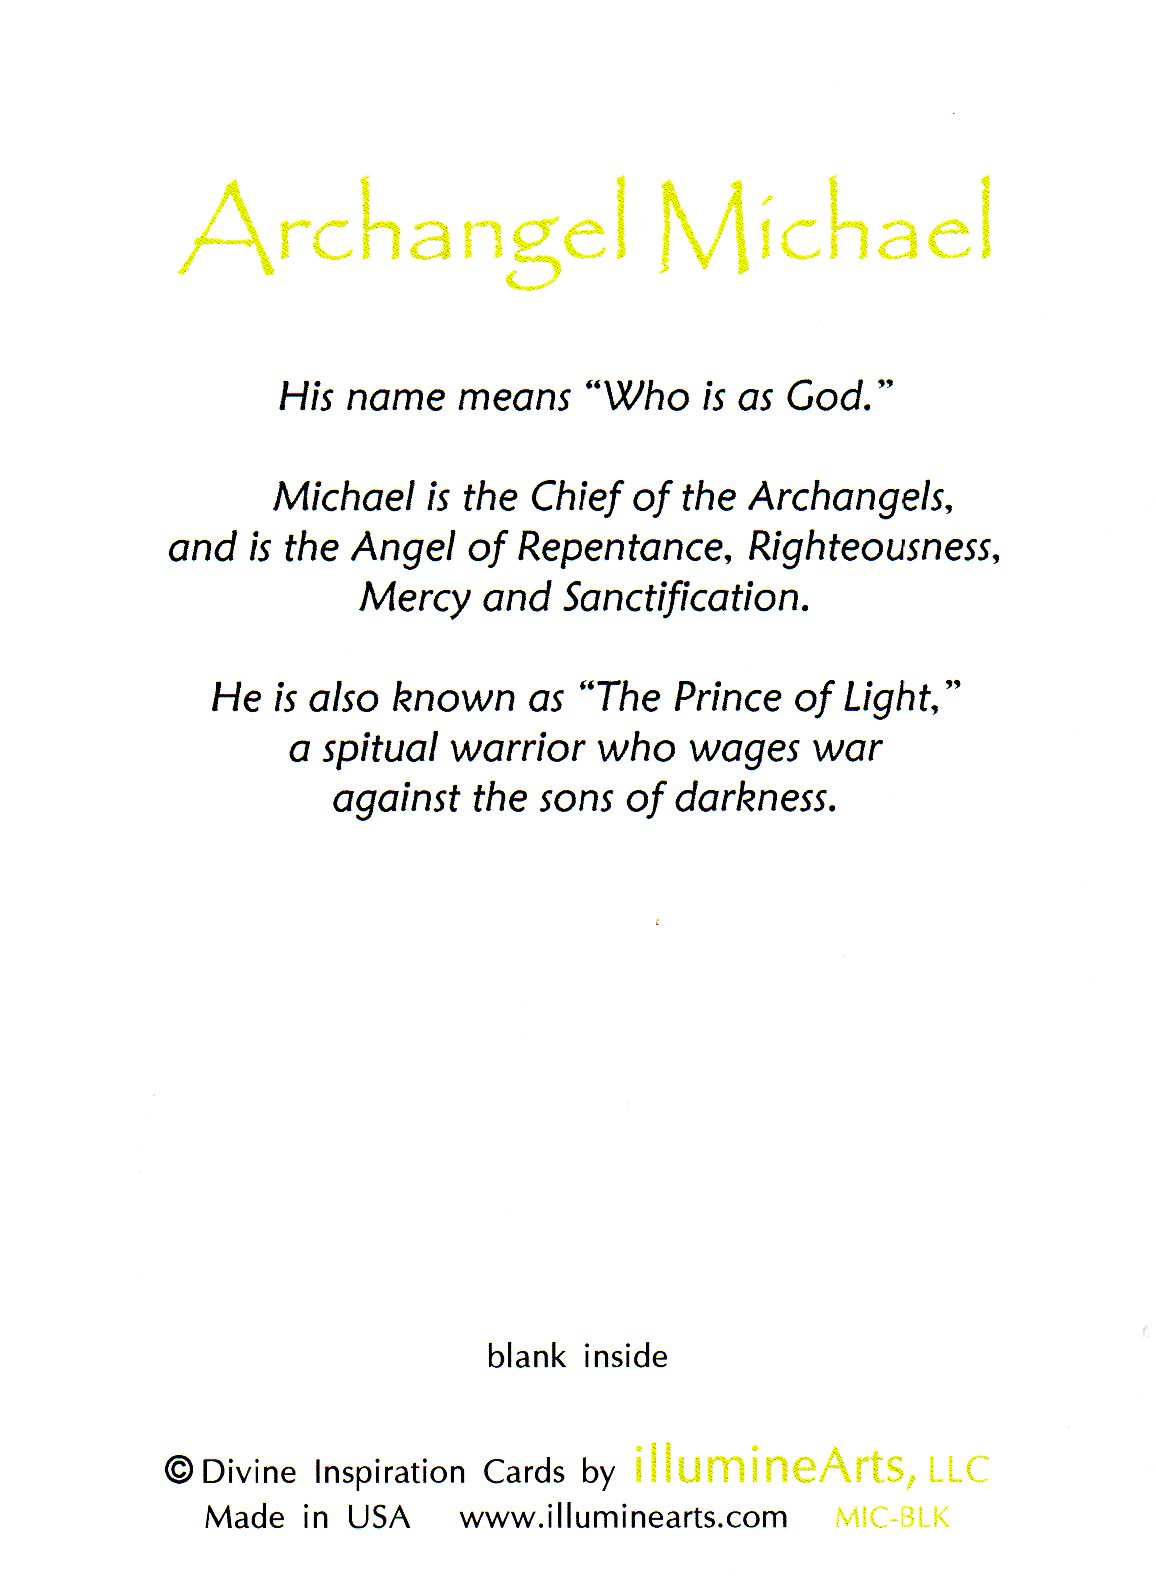 Archangel Michael
His name means “Who is as God.”
Michael is the Chief of the Archangels,
and is the Angel of Repentance, Righteousness,
Mercy and Sanctification.
He is also known as “The Prince of Light,”
a spitual warrior who wages war
against the sons of darkness.
blank inside
© Divine Inspiration Cards by illumineArts, LLC
Made in USA www.illuminearts.com MIC-BLK